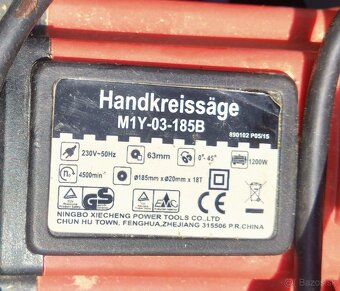 Handkreissäge
M1Y-03-185B
890102 P05/15
230V~50Hz 63mm 0°-45° 1200W
n₀ 4500min⁻¹ Ø185mm x Ø20mm x 18T
CE GS
NINGBO XIECHENG POWER TOOLS CO.,LTD
CHUN HU TOWN, FENGHUA,ZHEJIANG 315506 P.R.CHINA